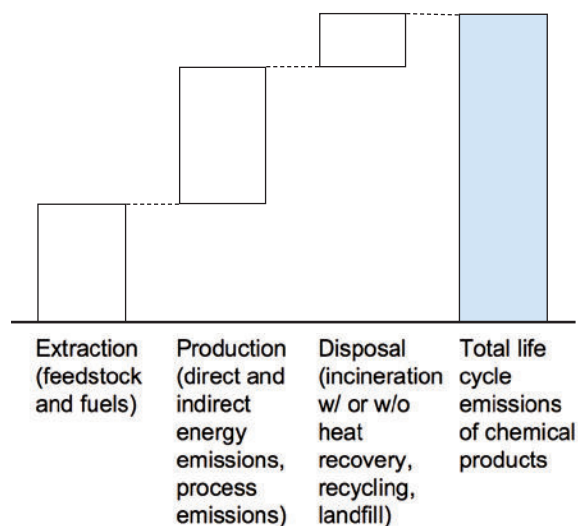 Extraction
(feedstock
and fuels)
Production
(direct and
indirect
energy
emissions,
process
emissions)
Disposal
(incineration
w/ or w/o
heat
recovery,
recycling,
landfill)
Total life
cycle
emissions
of chemical
products